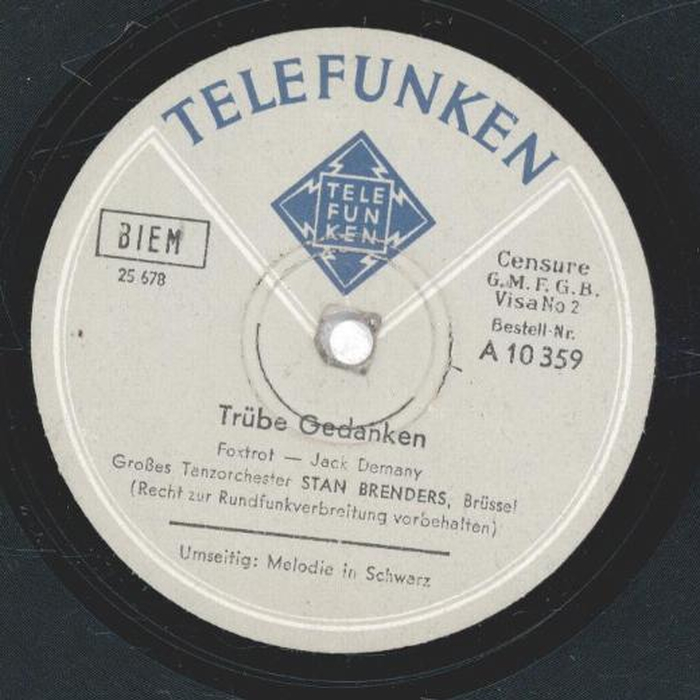 TELEFUNKEN
TELE
FUN
KEN
BIEM
25 678
Censure
G.M.F.G.B.
Visa No 2
Bestell-Nr.
A 10 359
Trübe Gedanken
Foxtrot — Jack Demany
Großes Tanzorchester STAN BRENDERS, Brüssel
(Recht zur Rundfunkverbreitung vorbehalten)
Umseitig: Melodie in Schwarz